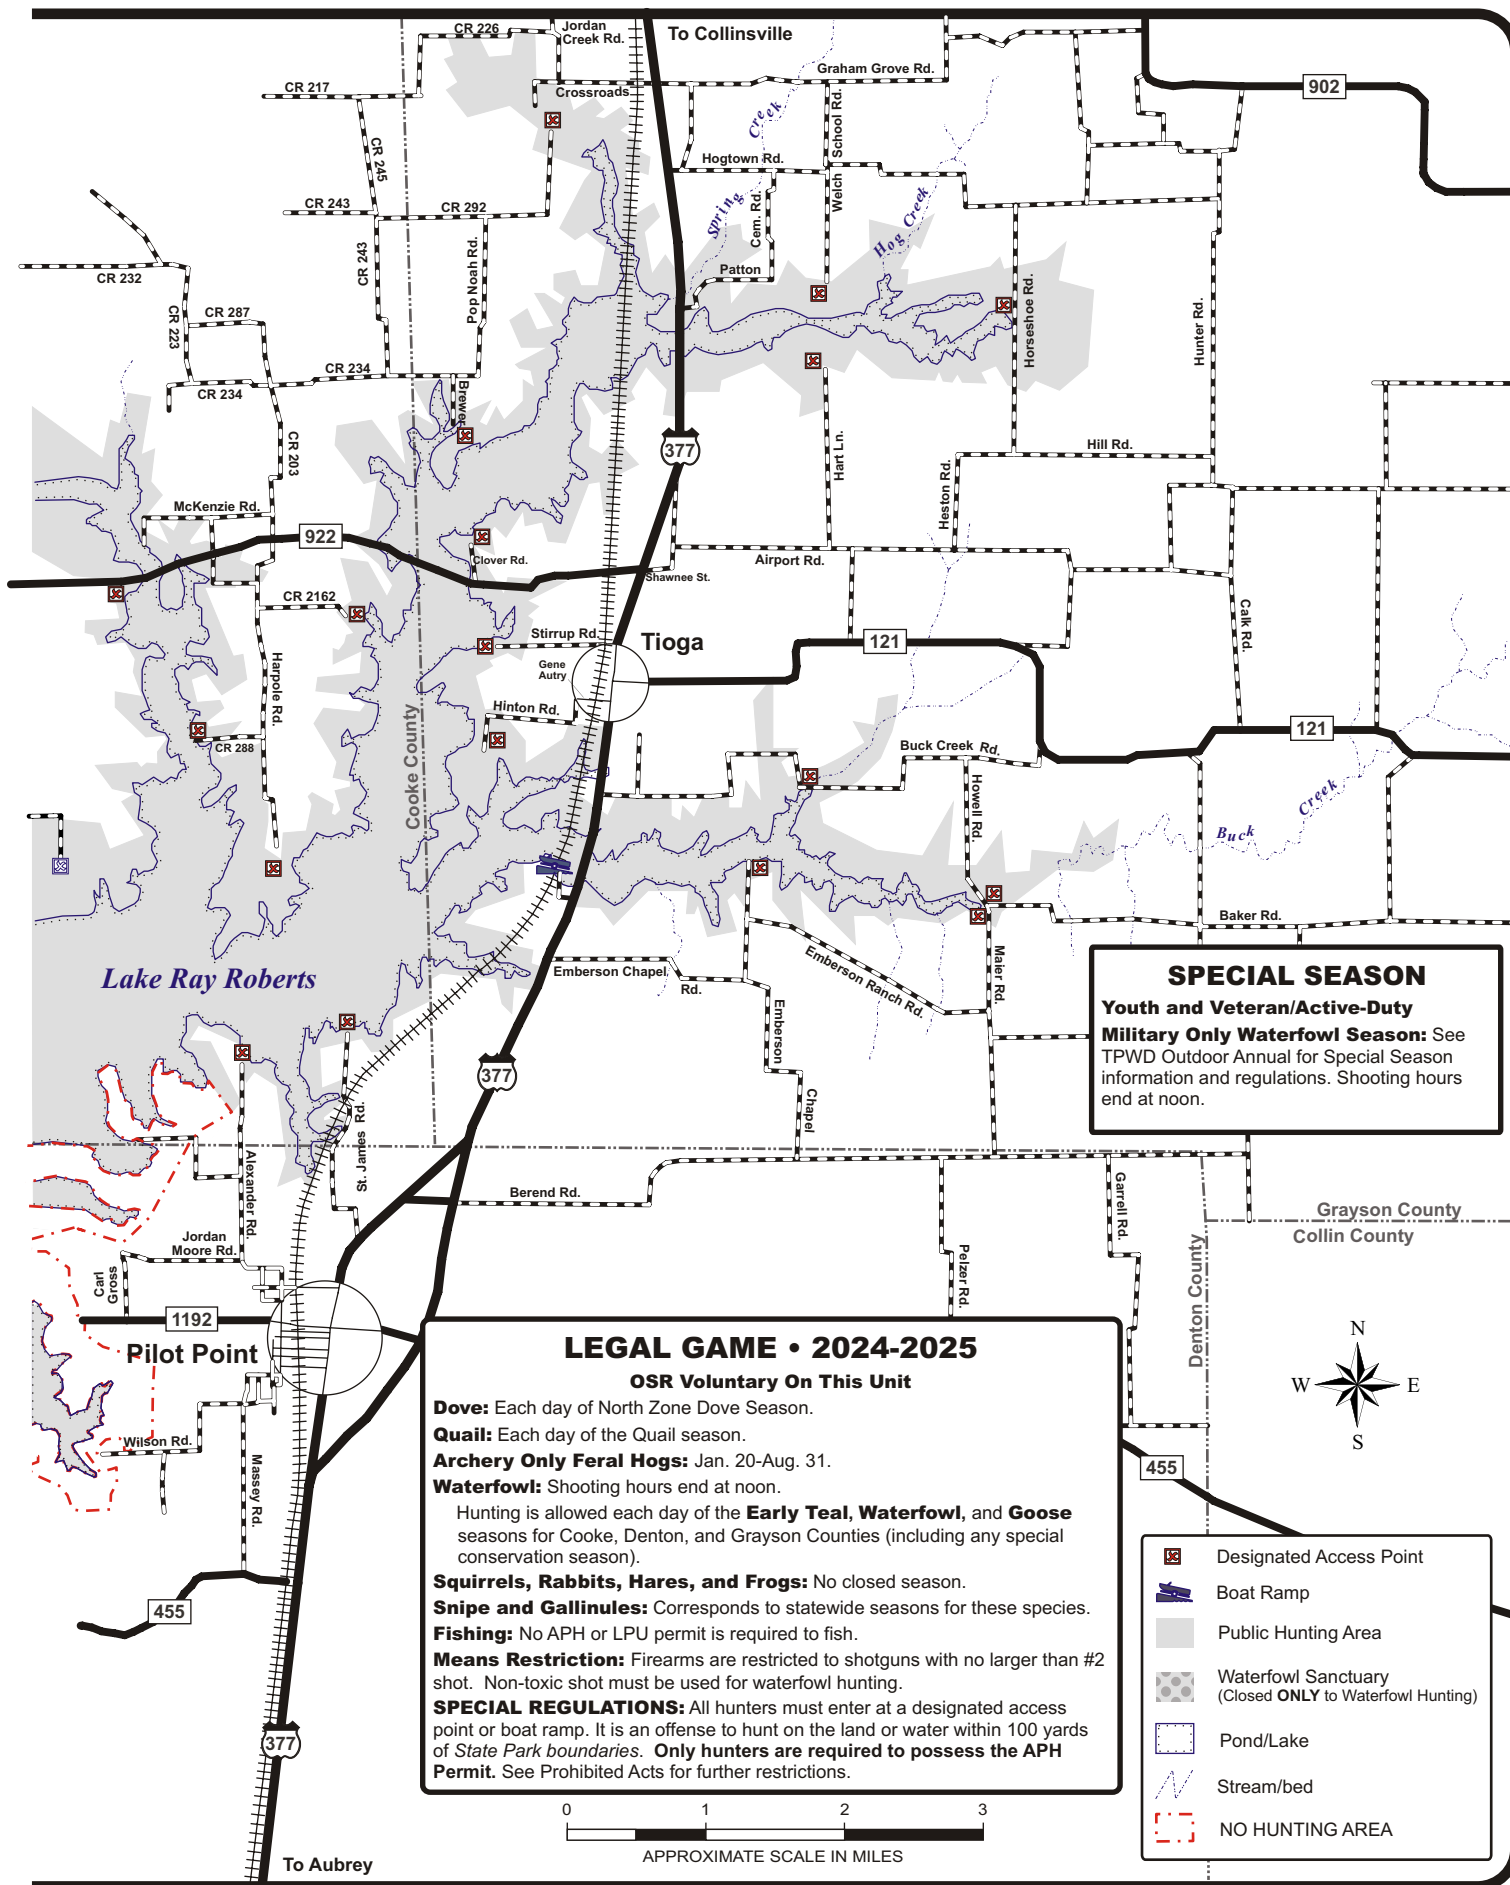 CR 226
Jordan
Creek Rd.
To Collinsville
Graham Grove Rd.
902
CR 217
Crossroads
CR 245
Spring Creek
School Rd.
Welch
Hogtown Rd.
Hog Creek
CR 243
CR 292
Cem. Rd.
Patton
CR 243
Pop Noah Rd.
CR 232
CR 223
CR 287
Horseshoe Rd.
Hunter Rd.
CR 234
CR 234
Brewer
CR 203
377
Hart Ln.
Hill Rd.
Heston Rd.
McKenzie Rd.
922
Clover Rd.
Airport Rd.
Shawnee St.
CR 2162
Stirrup Rd.
Tioga
121
Calk Rd.
Gene
Autry
Harpole Rd.
Hinton Rd.
CR 288
Cooke County
Buck Creek Rd.
121
Howell Rd.
Buck Creek
Baker Rd.
Lake Ray Roberts
Emberson Chapel
Rd.
Emberson Ranch Rd.
Maier Rd.
Emberson
Chapel
SPECIAL SEASON
Youth and Veteran/Active-Duty
Military Only Waterfowl Season: See
TPWD Outdoor Annual for Special Season
information and regulations. Shooting hours
end at noon.
377
St. James Rd.
Alexander Rd.
Berend Rd.
Garrell Rd.
Grayson County
Collin County
Denton County
Jordan
Moore Rd.
Carl
Gross
Pelzer Rd.
1192
Pilot Point
Wilson Rd.
Massey Rd.
455
377
To Aubrey
LEGAL GAME • 2024-2025
OSR Voluntary On This Unit
Dove: Each day of North Zone Dove Season.
Quail: Each day of the Quail season.
Archery Only Feral Hogs: Jan. 20-Aug. 31.
Waterfowl: Shooting hours end at noon.
Hunting is allowed each day of the Early Teal, Waterfowl, and Goose
seasons for Cooke, Denton, and Grayson Counties (including any special
conservation season).
Squirrels, Rabbits, Hares, and Frogs: No closed season.
Snipe and Gallinules: Corresponds to statewide seasons for these species.
Fishing: No APH or LPU permit is required to fish.
Means Restriction: Firearms are restricted to shotguns with no larger than #2
shot. Non-toxic shot must be used for waterfowl hunting.
SPECIAL REGULATIONS: All hunters must enter at a designated access
point or boat ramp. It is an offense to hunt on the land or water within 100 yards
of State Park boundaries. Only hunters are required to possess the APH
Permit. See Prohibited Acts for further restrictions.
0 1 2 3
APPROXIMATE SCALE IN MILES
N
W E
S
455
Designated Access Point
Boat Ramp
Public Hunting Area
Waterfowl Sanctuary
(Closed ONLY to Waterfowl Hunting)
Pond/Lake
Stream/bed
NO HUNTING AREA